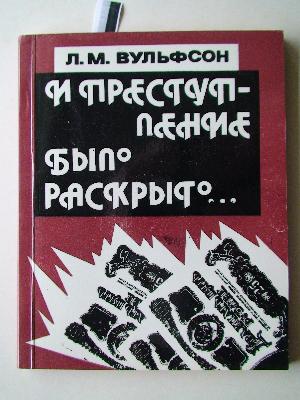 Л. М. ВУЛЬФСОН
И ПРЕСТУП-
ЛЕНИЕ
БЫЛО
РАСКРЫТО...